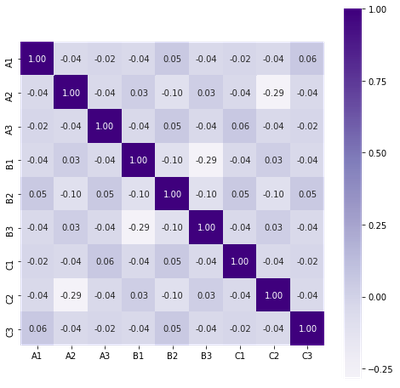 1.00
A1 1.00 -0.04 -0.02 -0.04 0.05 -0.04 -0.02 -0.04 0.06
A2 -0.04 1.00 -0.04 0.03 -0.10 0.03 -0.04 -0.29 -0.04
0.75
A3 -0.02 -0.04 1.00 -0.04 0.05 -0.04 0.06 -0.04 -0.02
B1 -0.04 0.03 -0.04 1.00 -0.10 -0.29 -0.04 0.03 -0.04
0.50
B2 0.05 -0.10 0.05 -0.10 1.00 -0.10 0.05 -0.10 0.05
B3 -0.04 0.03 -0.04 -0.29 -0.10 1.00 -0.04 0.03 -0.04
0.25
C1 -0.02 -0.04 0.06 -0.04 0.05 -0.04 1.00 -0.04 -0.02
C2 -0.04 -0.29 -0.04 0.03 -0.10 0.03 -0.04 1.00 -0.04
0.00
C3 0.06 -0.04 -0.02 -0.04 0.05 -0.04 -0.02 -0.04 1.00
A1 A2 A3 B1 B2 B3 C1 C2 C3
−0.25